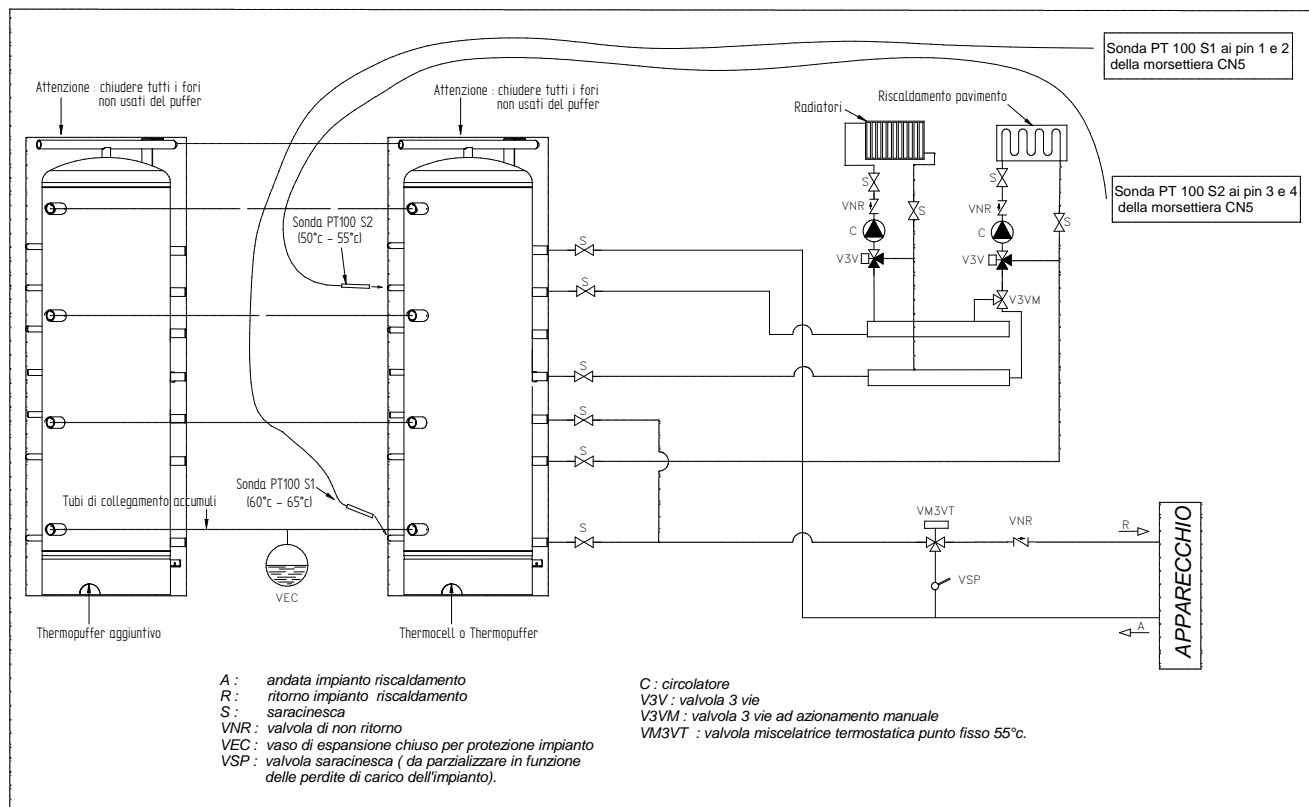 Sonda PT 100 S1 ai pin 1 e 2
della morsettiera CN5
Attenzione : chiudere tutti i fori
non usati del puffer
Attenzione : chiudere tutti i fori
non usati del puffer
Radiatori
Riscaldamento pavimento
Sonda PT 100 S2 ai pin 3 e 4
della morsettiera CN5
S
S
VNR
VNR
S
S
C
C
V3V
V3V
V3VM
Sonda PT100 S2
(50°c – 55°c)
S
S
S
S
S
S
Sonda PT100 S1
(60°c – 65°c)
Tubi di collegamento accumuli
VEC
VM3VT
VNR
VSP
R
A
APPARECCHIO
Thermopuffer aggiuntivo
Thermocell o Thermopuffer
A : andata impianto riscaldamento
R : ritorno impianto riscaldamento
S : saracinesca
VNR : valvola di non ritorno
VEC : vaso di espansione chiuso per protezione impianto
VSP : valvola saracinesca ( da parzializzare in funzione
delle perdite di carico dell'impianto).
C : circolatore
V3V : valvola 3 vie
V3VM : valvola 3 vie ad azionamento manuale
VM3VT : valvola miscelatrice termostatica punto fisso 55°c.